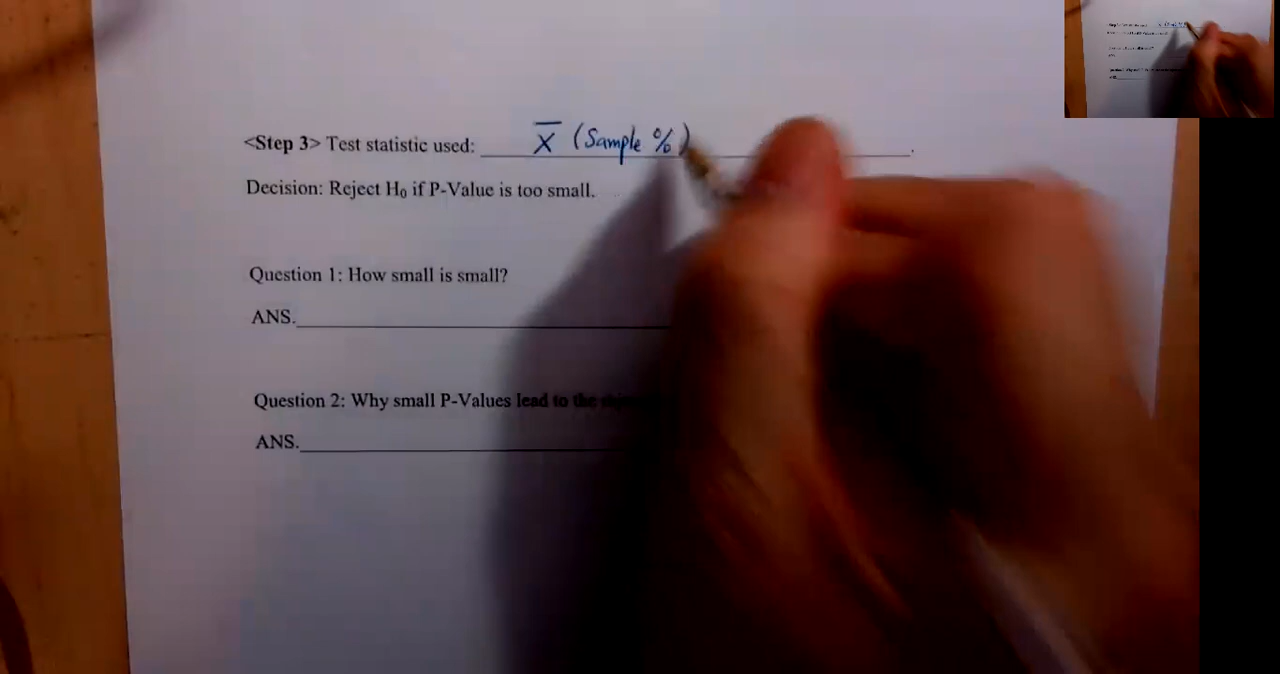 <Step 3> Test statistic used: X̅ (Sample %)
Decision: Reject H₀ if P-Value is too small.
Question 1: How small is small?
ANS.
Question 2: Why small P-Values lead to the
ANS.